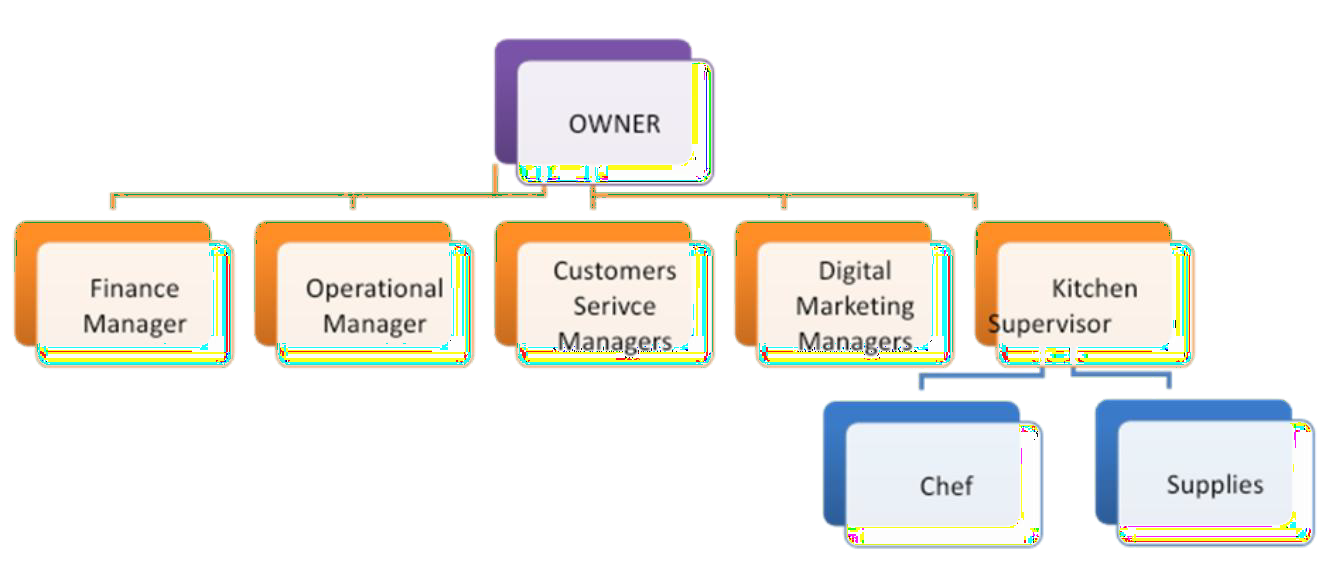 OWNER
Finance
Manager
Operational
Manager
Customers
Serivce
Managers
Digital
Marketing
Managers
Kitchen
Supervisor
Chef
Supplies